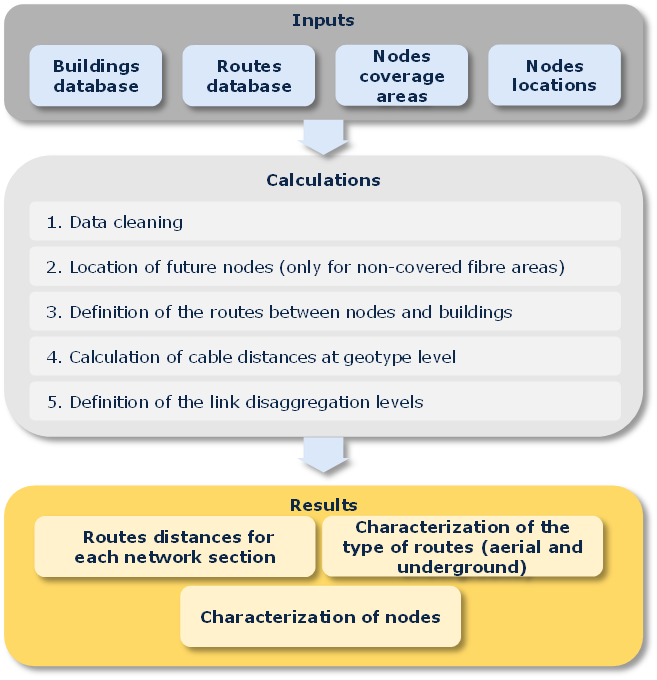 Inputs
Buildings
database
Routes
database
Nodes
coverage
areas
Nodes
locations
Calculations
1. Data cleaning
2. Location of future nodes (only for non-covered fibre areas)
3. Definition of the routes between nodes and buildings
4. Calculation of cable distances at geotype level
5. Definition of the link disaggregation levels
Results
Routes distances for
each network section
Characterization of the
type of routes (aerial and
underground)
Characterization of nodes